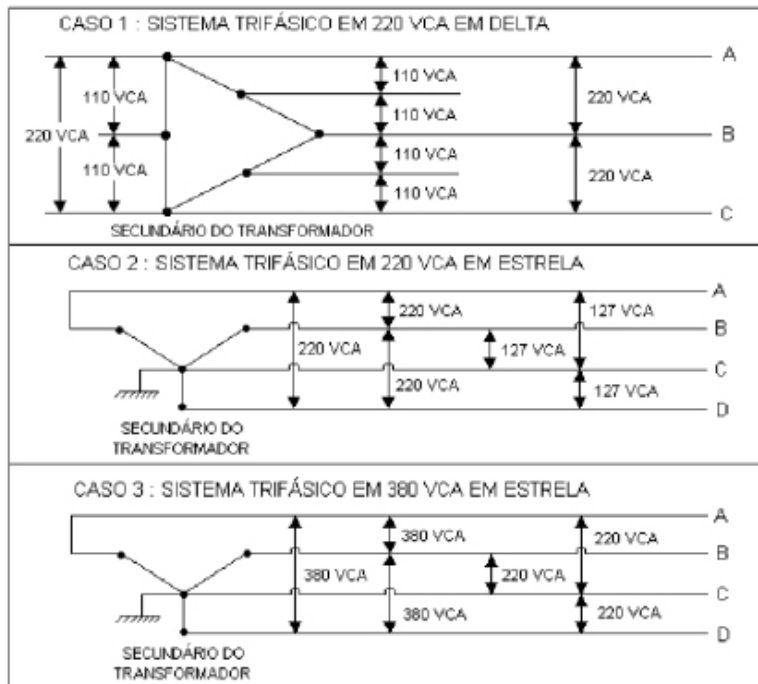 CASO 1 : SISTEMA TRIFÁSICO EM 220 VCA EM DELTA
A
110 VCA
110 VCA
110 VCA
220 VCA
220 VCA
B
110 VCA
110 VCA
110 VCA
220 VCA
C
SECUNDÁRIO DO TRANSFORMADOR
CASO 2 : SISTEMA TRIFÁSICO EM 220 VCA EM ESTRELA
A
220 VCA
127 VCA
B
220 VCA
127 VCA
C
220 VCA
127 VCA
D
SECUNDÁRIO DO
TRANSFORMADOR
CASO 3 : SISTEMA TRIFÁSICO EM 380 VCA EM ESTRELA
A
380 VCA
220 VCA
B
380 VCA
220 VCA
C
380 VCA
220 VCA
D
SECUNDÁRIO DO
TRANSFORMADOR